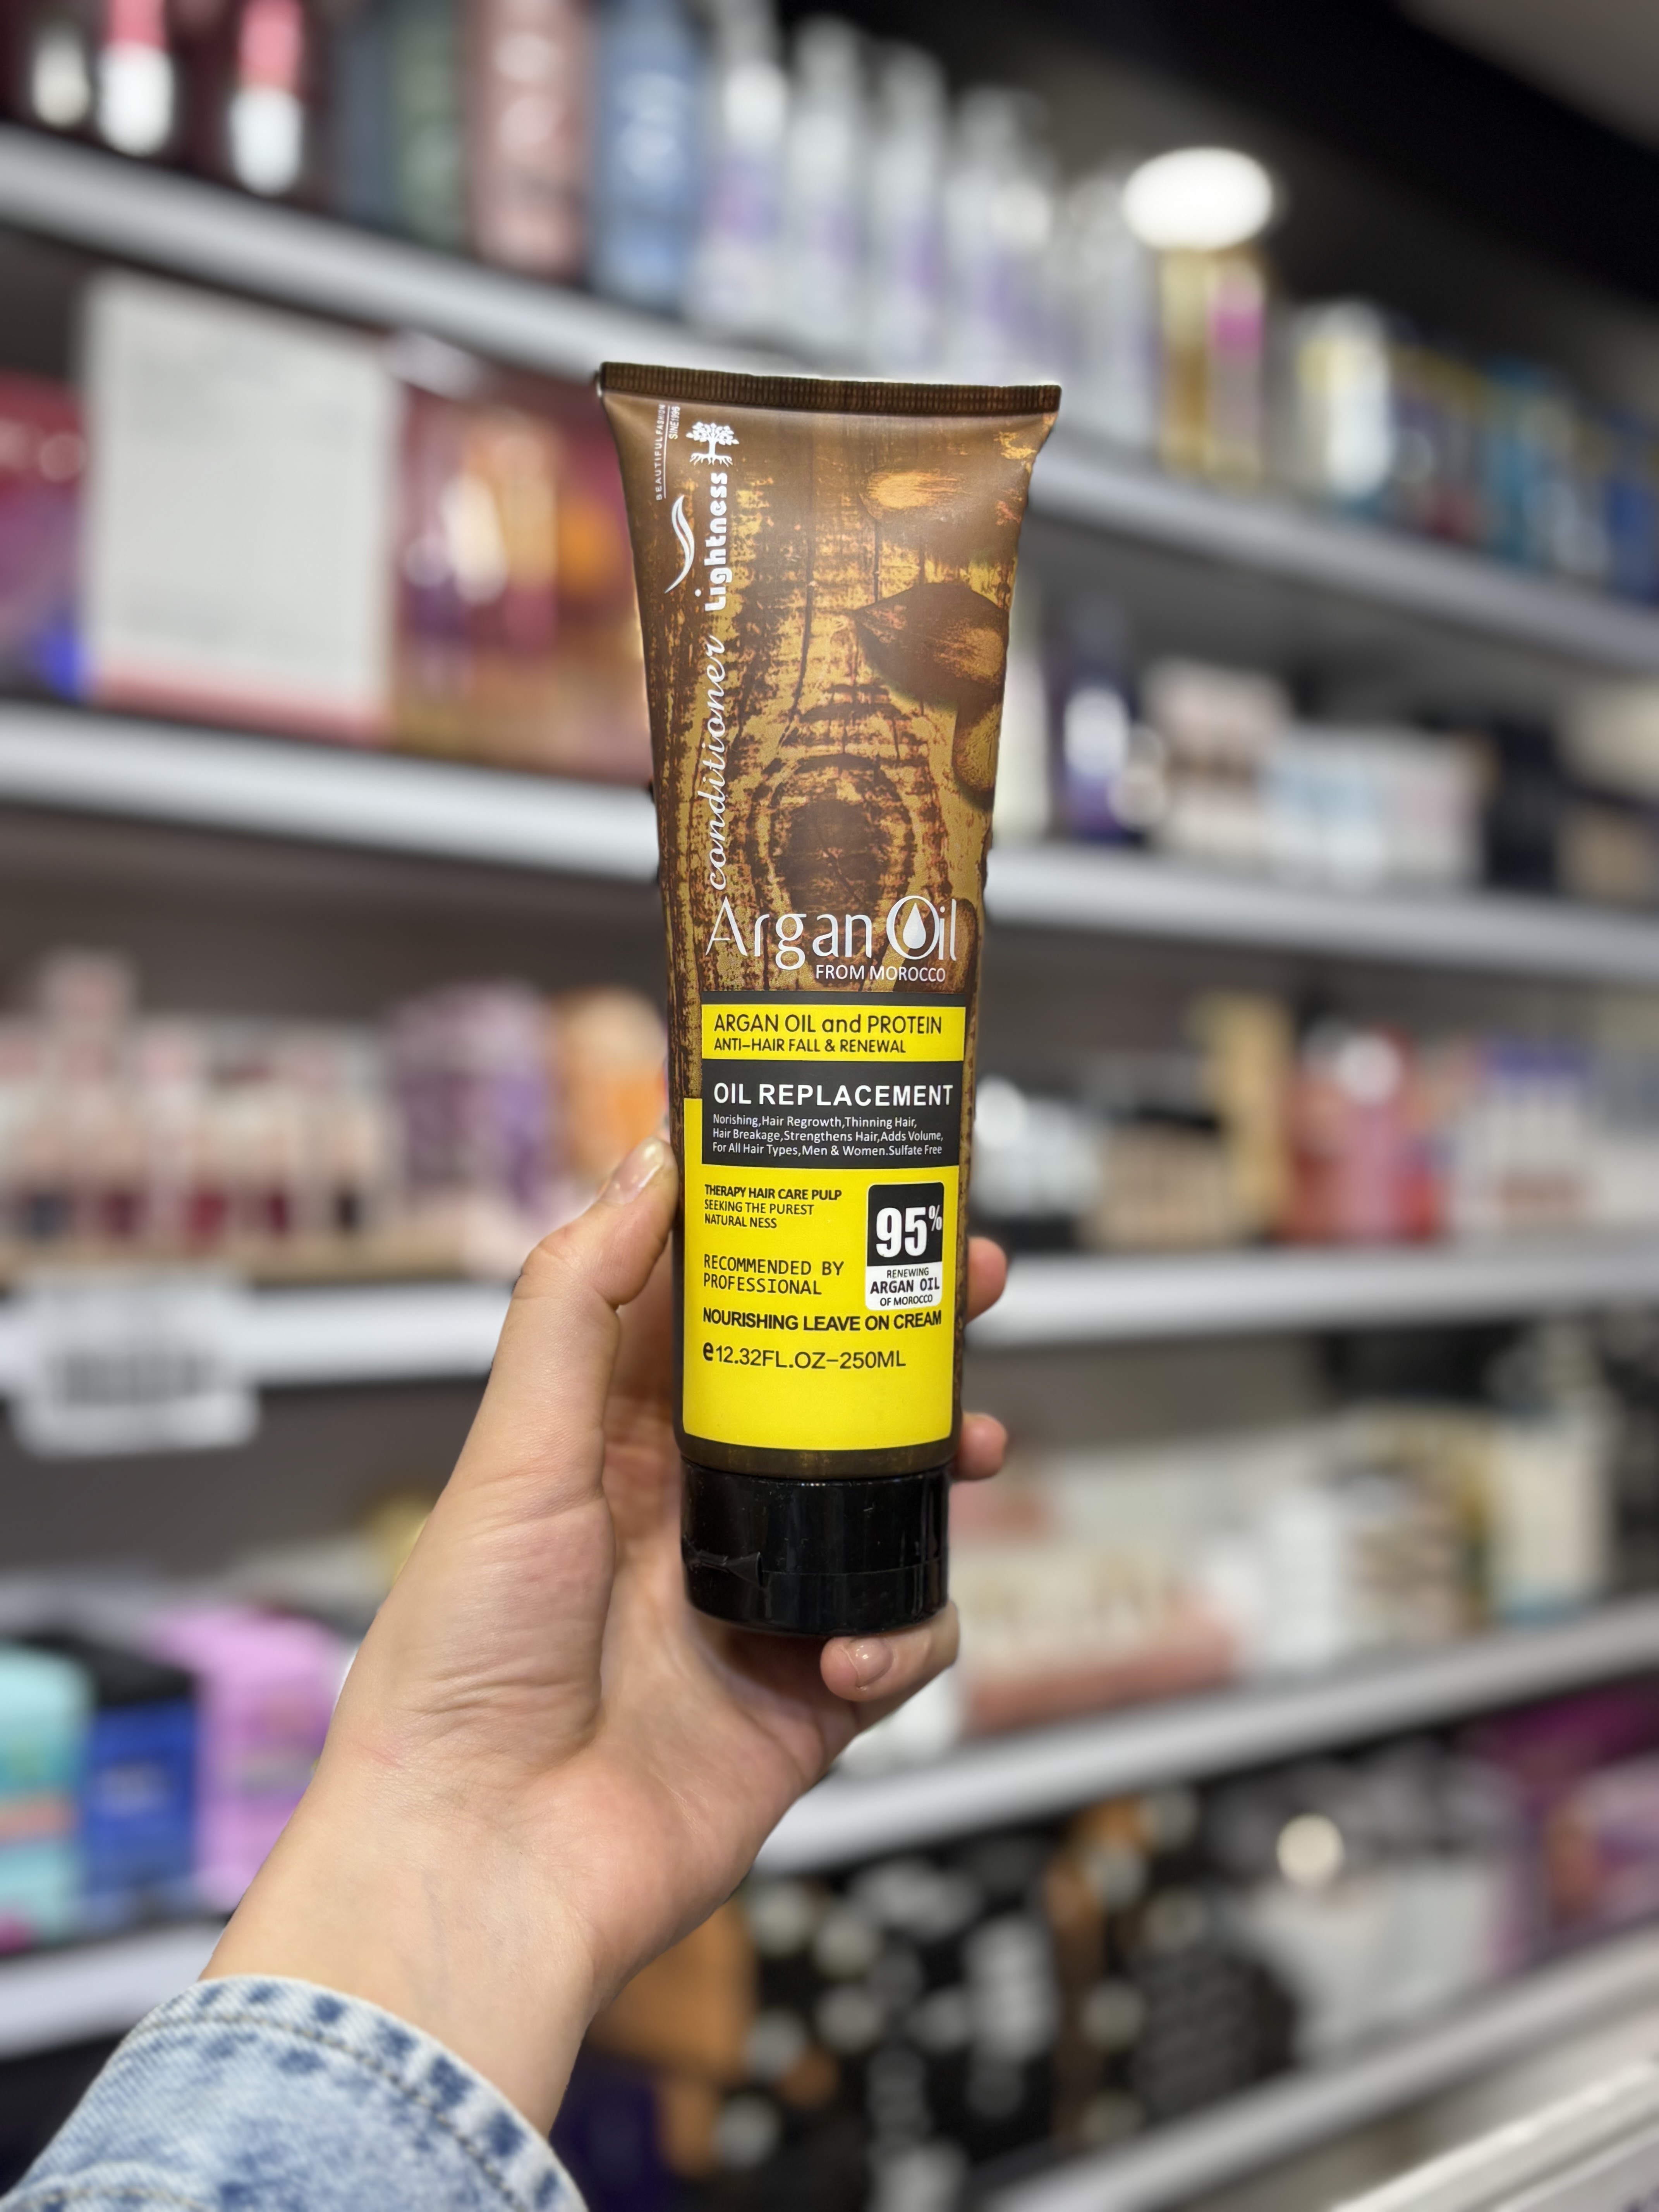 BEAUTIFUL FASHION
SINE1996
Lightness
conditioner
Argan Oil
FROM MOROCCO
ARGAN OIL and PROTEIN
ANTI-HAIR FALL & RENEWAL
OIL REPLACEMENT
Norishing,Hair Regrowth,Thinning Hair,
Hair Breakage,Strengthens Hair,Adds Volume,
For All Hair Types,Men & Women.Sulfate Free
THERAPY HAIR CARE PULP
SEEKING THE PUREST
NATURAL NESS
95%
RENEWING
ARGAN OIL
OF MOROCCO
RECOMMENDED BY
PROFESSIONAL
NOURISHING LEAVE ON CREAM
e12.32FL.OZ-250ML